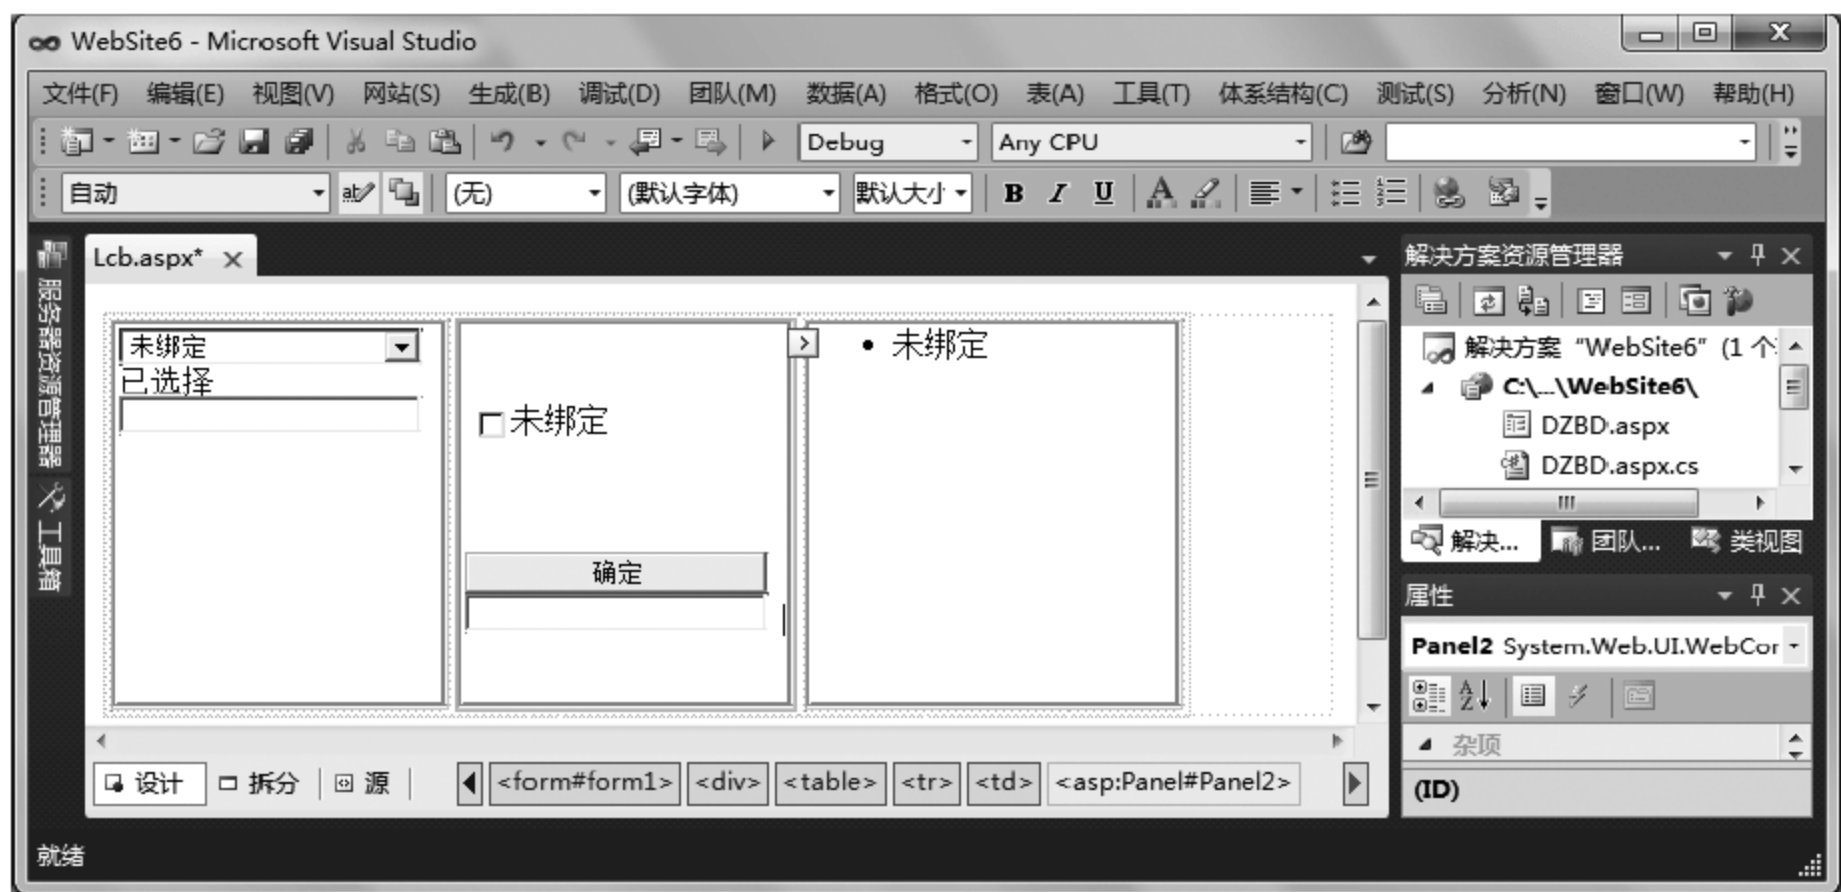 WebSite6 - Microsoft Visual Studio
文件(F) 编辑(E) 视图(V) 网站(S) 生成(B) 调试(D) 团队(M) 数据(A) 格式(O) 表(A) 工具(T) 体系结构(C) 测试(S) 分析(N) 窗口(W) 帮助(H)
Debug Any CPU
自动 (无) (默认字体) 默认大小 B I U A
服务器资源管理器
工具箱
Lcb.aspx*
未绑定
已选择
未绑定
确定
未绑定
设计 拆分 源 <form#form1> <div> <table> <tr> <td> <asp:Panel#Panel2>
解决方案资源管理器
解决方案 "WebSite6" (1 个
C:\...\WebSite6\
DZBD.aspx
DZBD.aspx.cs
解决... 团队... 类视图
属性
Panel2 System.Web.UI.WebCor
杂项
(ID)
就绪